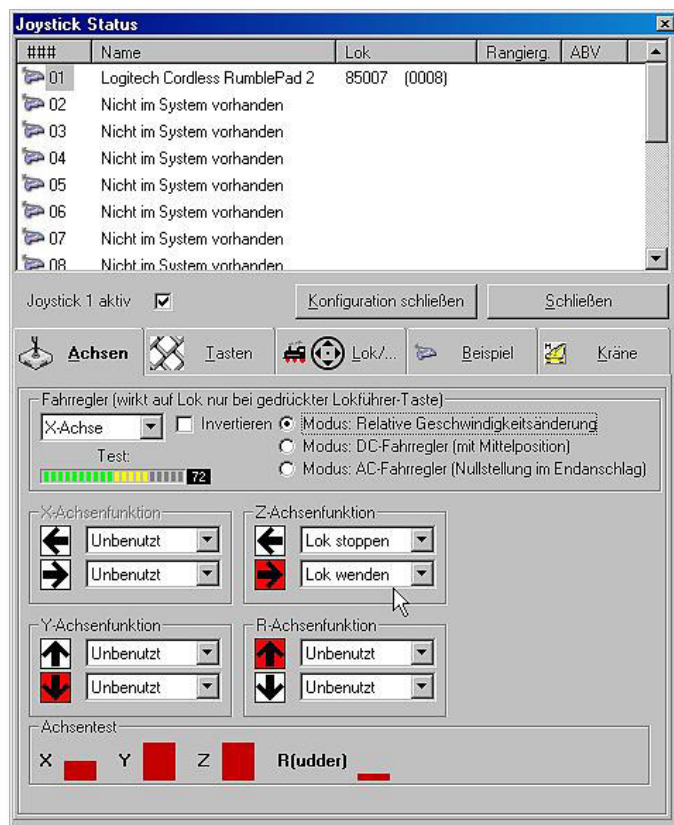 Joystick Status
### Name Lok Rangierg. ABV
01 Logitech Cordless RumblePad 2 85007 (0008)
02 Nicht im System vorhanden
03 Nicht im System vorhanden
04 Nicht im System vorhanden
05 Nicht im System vorhanden
06 Nicht im System vorhanden
07 Nicht im System vorhanden
08 Nicht im System vorhanden
Joystick 1 aktiv Konfiguration schließen Schließen
Achsen Tasten Lok/... Beispiel Kräne
Fahrregler (wirkt auf Lok nur bei gedrückter Lokführer-Taste)
X-Achse Invertieren Modus: Relative Geschwindigkeitsänderung
Modus: DC-Fahrregler (mit Mittelposition)
Test:
Modus: AC-Fahrregler (Nullstellung im Endanschlag)
72
X-Achsenfunktion Z-Achsenfunktion
Unbenutzt Lok stoppen
Unbenutzt Lok wenden
Y-Achsenfunktion R-Achsenfunktion
Unbenutzt Unbenutzt
Unbenutzt Unbenutzt
Achsentest
X Y Z R(udder)